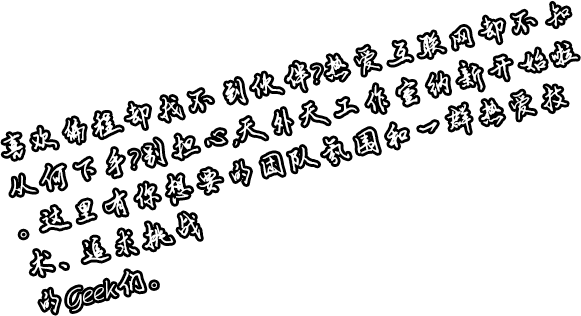 喜欢编程却找不到伙伴?热爱互联网却不知
从何下手?别担心,天外天工作室纳新开始啦
。这里有你想要的团队氛围和一群热爱技
术、追求挑战
的Geek们。